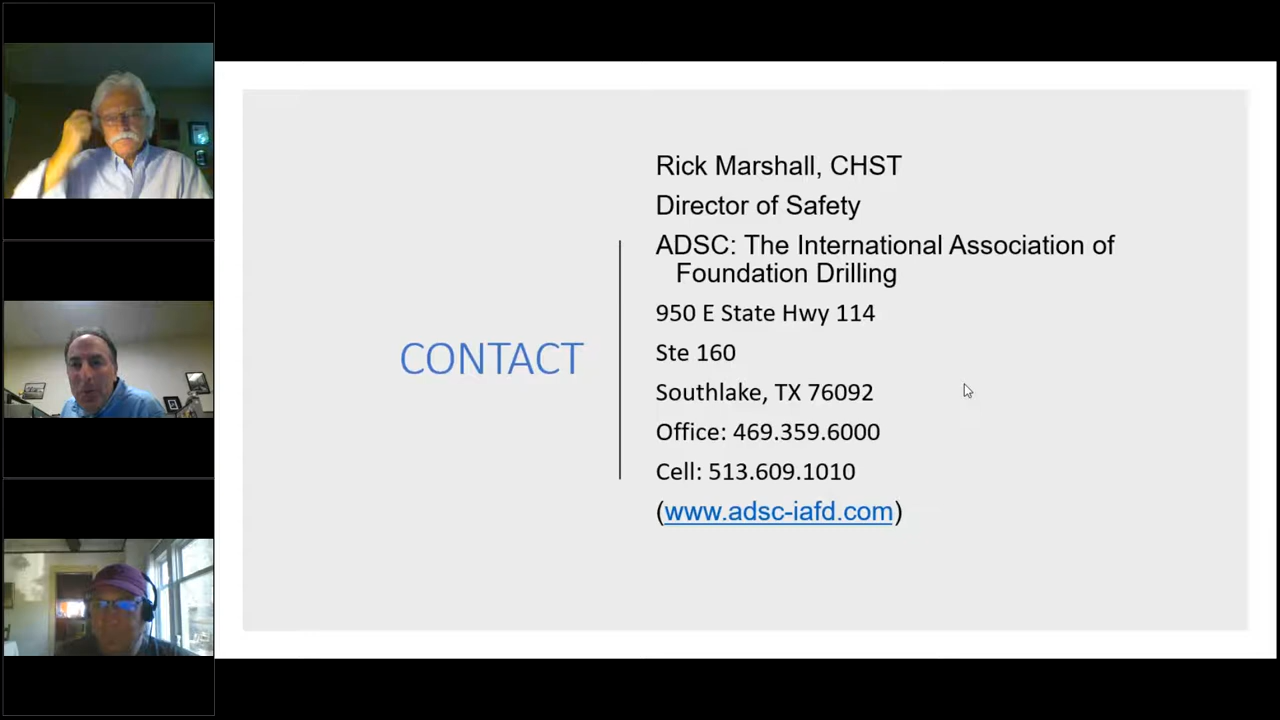 CONTACT
Rick Marshall, CHST
Director of Safety
ADSC: The International Association of
Foundation Drilling
950 E State Hwy 114
Ste 160
Southlake, TX 76092
Office: 469.359.6000
Cell: 513.609.1010
(www.adsc-iafd.com)